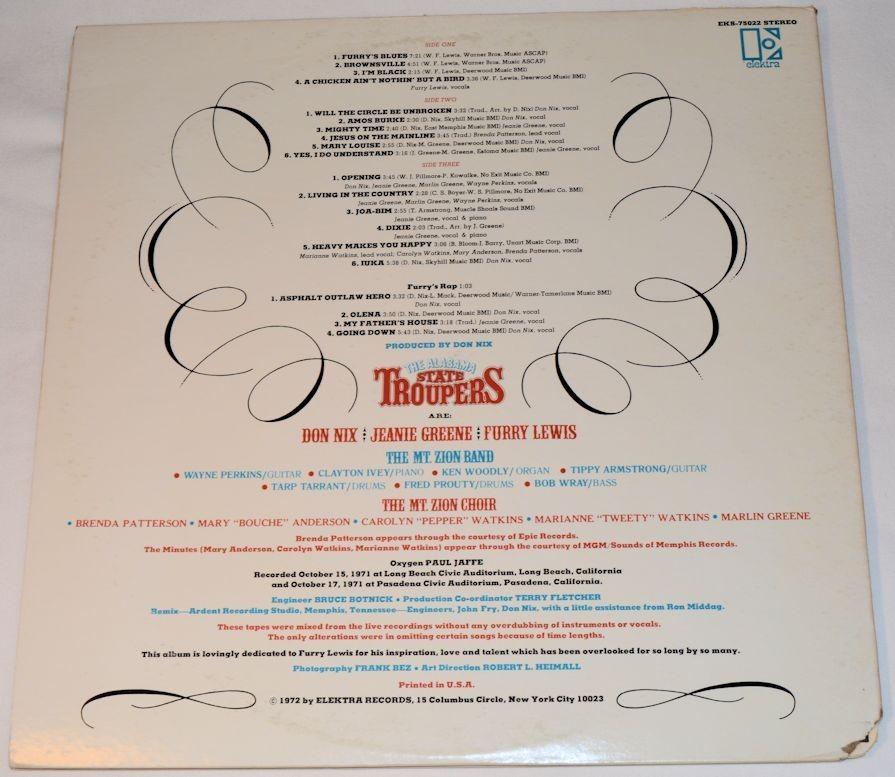 EKS-75022 STEREO
elektra
SIDE ONE
1. FURRY'S BLUES 7:21 (W. F. Lewis, Warner Bros. Music ASCAP)
2. BROWNSVILLE 4:51 (W. F. Lewis, Warner Bros. Music ASCAP)
3. I'M BLACK 2:13 (W. F. Lewis, Deerwood Music BMI)
4. A CHICKEN AIN'T NOTHIN' BUT A BIRD 3:36 (W. F. Lewis, Deerwood Music BMI)
Furry Lewis, vocals
SIDE TWO
1. WILL THE CIRCLE BE UNBROKEN 3:32 (Trad., Arr. by D. Nix) Don Nix, vocal
2. AMOS BURKE 2:30 (D. Nix, Skyhill Music BMI) Don Nix, vocal
3. MIGHTY TIME 2:40 (D. Nix, East Memphis Music BMI) Jeanie Greene, vocal
4. JESUS ON THE MAINLINE 3:45 (Trad.) Brenda Patterson, lead vocal
5. MARY LOUISE 2:55 (D. Nix-M. Greene, Deerwood Music BMI) Don Nix, vocal
6. YES, I DO UNDERSTAND 3:16 (J. Greene-M. Greene, Earloma Music BMI) Jeanie Greene, vocal
SIDE THREE
1. OPENING 3:45 (W. J. Pillmore-P. Kowalke, No Exit Music Co. BMI)
Don Nix, Jeanie Greene, Marlin Greene, Wayne Perkins, vocals
2. LIVING IN THE COUNTRY 2:28 (C. S. Boyer-W. S. Pillmore, No Exit Music Co. BMI)
Jeanie Greene, Marlin Greene, Wayne Perkins, vocals
3. JOA-BIM 2:55 (T. Armstrong, Muscle Shoals Sound BMI)
Jeanie Greene, vocal & piano
4. DIXIE 2:03 (Trad., Arr. by J. Greene)
Jeanie Greene, vocal & piano
5. HEAVY MAKES YOU HAPPY 3:06 (B. Bloom-J. Barry, Unart Music Corp. BMI)
Marianne Watkins, lead vocal; Carolyn Watkins, Mary Anderson, Brenda Patterson, vocals
6. IUKA 5:38 (D. Nix, Skyhill Music BMI) Don Nix, vocal
Furry's Rap 1:03
1. ASPHALT OUTLAW HERO 3:32 (D. Nix-L. Mack, Deerwood Music/Warner-Tamerlane Music BMI)
Don Nix, vocal
2. OLENA 3:50 (D. Nix, Deerwood Music BMI) Don Nix, vocal
3. MY FATHER'S HOUSE 3:18 (Trad.) Jeanie Greene, vocal
4. GOING DOWN 5:43 (D. Nix, Deerwood Music BMI) Don Nix, vocal
PRODUCED BY DON NIX
THE ALABAMA
STATE
TROUPERS
ARE:
DON NIX JEANIE GREENE FURRY LEWIS
THE MT. ZION BAND
• WAYNE PERKINS/GUITAR • CLAYTON IVEY/PIANO • KEN WOODLY/ORGAN • TIPPY ARMSTRONG/GUITAR
• TARP TARRANT/DRUMS • FRED PROUTY/DRUMS • BOB WRAY/BASS
THE MT. ZION CHOIR
• BRENDA PATTERSON • MARY "BOUCHE" ANDERSON • CAROLYN "PEPPER" WATKINS • MARIANNE "TWEETY" WATKINS • MARLIN GREENE
Brenda Patterson appears through the courtesy of Epic Records.
The Minutes (Mary Anderson, Carolyn Watkins, Marianne Watkins) appear through the courtesy of MGM/Sounds of Memphis Records.
Oxygen PAUL JAFFE
Recorded October 15, 1971 at Long Beach Civic Auditorium, Long Beach, California
and October 17, 1971 at Pasadena Civic Auditorium, Pasadena, California.
Engineer BRUCE BOTNICK • Production Co-ordinator TERRY FLETCHER
Remix—Ardent Recording Studio, Memphis, Tennessee—Engineers, John Fry, Don Nix, with a little assistance from Ron Middag.
These tapes were mixed from the live recordings without any overdubbing of instruments or vocals.
The only alterations were in omitting certain songs because of time lengths.
This album is lovingly dedicated to Furry Lewis for his inspiration, love and talent which has been overlooked for so long by so many.
Photography FRANK BEZ • Art Direction ROBERT L. HEIMALL
Printed in U.S.A.
© 1972 by ELEKTRA RECORDS, 15 Columbus Circle, New York City 10023